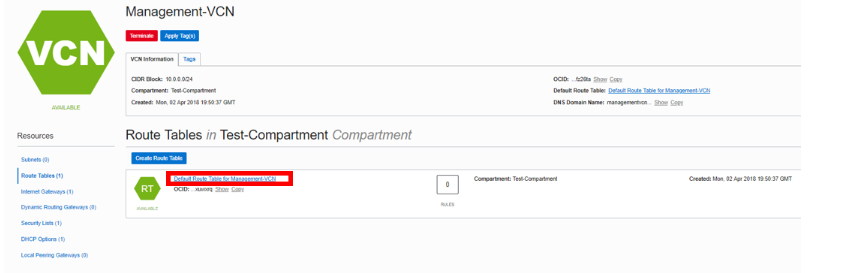 Management-VCN
Terminate Apply Tag(s)
VCN
VCN Information Tags
CIDR Block: 10.0.0.0/24
Compartment: Test-Compartment
Created: Mon, 02 Apr 2018 19:50:37 GMT
OCID: ...fz20la Show Copy
Default Route Table: Default Route Table for Management-VCN
DNS Domain Name: managementvcn... Show Copy
AVAILABLE
Resources
Subnets (0)
Route Tables (1)
Internet Gateways (1)
Dynamic Routing Gateways (0)
Security Lists (1)
DHCP Options (1)
Local Peering Gateways (0)
Route Tables in Test-Compartment Compartment
Create Route Table
RT
AVAILABLE
Default Route Table for Management-VCN
OCID: Show Copy
0
RULES
Compartment: Test-Compartment
Created: Mon, 02 Apr 2018 19:50:37 GMT